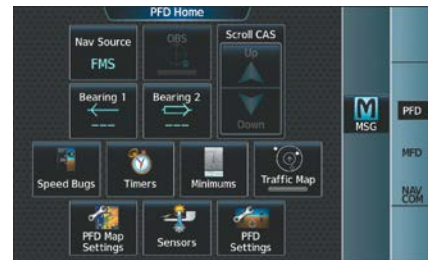 PFD Home
Nav Source
FMS
OBS
Scroll CAS
Up
Down
Bearing 1
---
Bearing 2
---
Speed Bugs
Timers
Minimums
Traffic Map
PFD Map
Settings
Sensors
PFD
Settings
MSG
PFD
MFD
NAV
COM